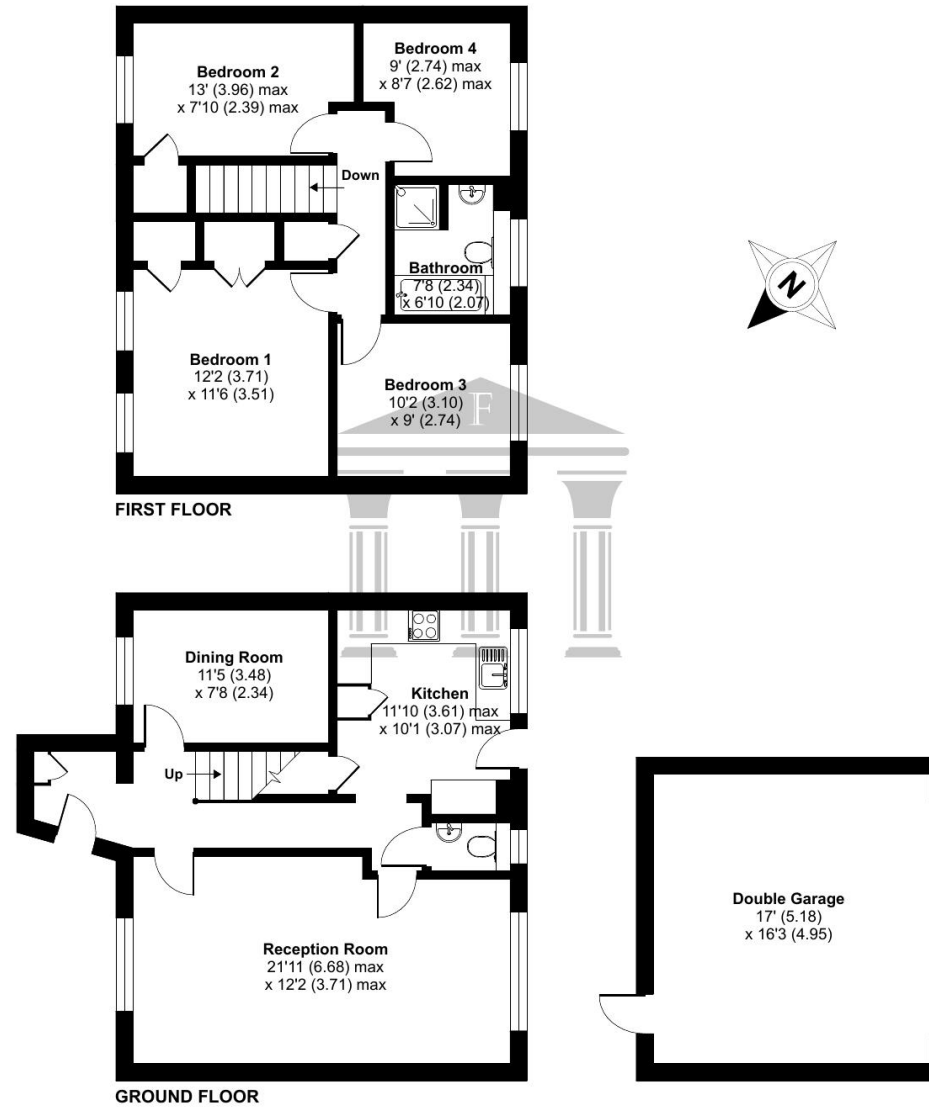 Bedroom 2
13' (3.96) max
x 7'10 (2.39) max
Bedroom 4
9' (2.74) max
x 8'7 (2.62) max
Down
Bathroom
7'8 (2.34)
x 6'10 (2.07)
N
Bedroom 1
12'2 (3.71)
x 11'6 (3.51)
Bedroom 3
10'2 (3.10)
x 9' (2.74)
F
FIRST FLOOR
Dining Room
11'5 (3.48)
x 7'8 (2.34)
Kitchen
11'10 (3.61) max
x 10'1 (3.07) max
Up
Reception Room
21'11 (6.68) max
x 12'2 (3.71) max
Double Garage
17' (5.18)
x 16'3 (4.95)
GROUND FLOOR